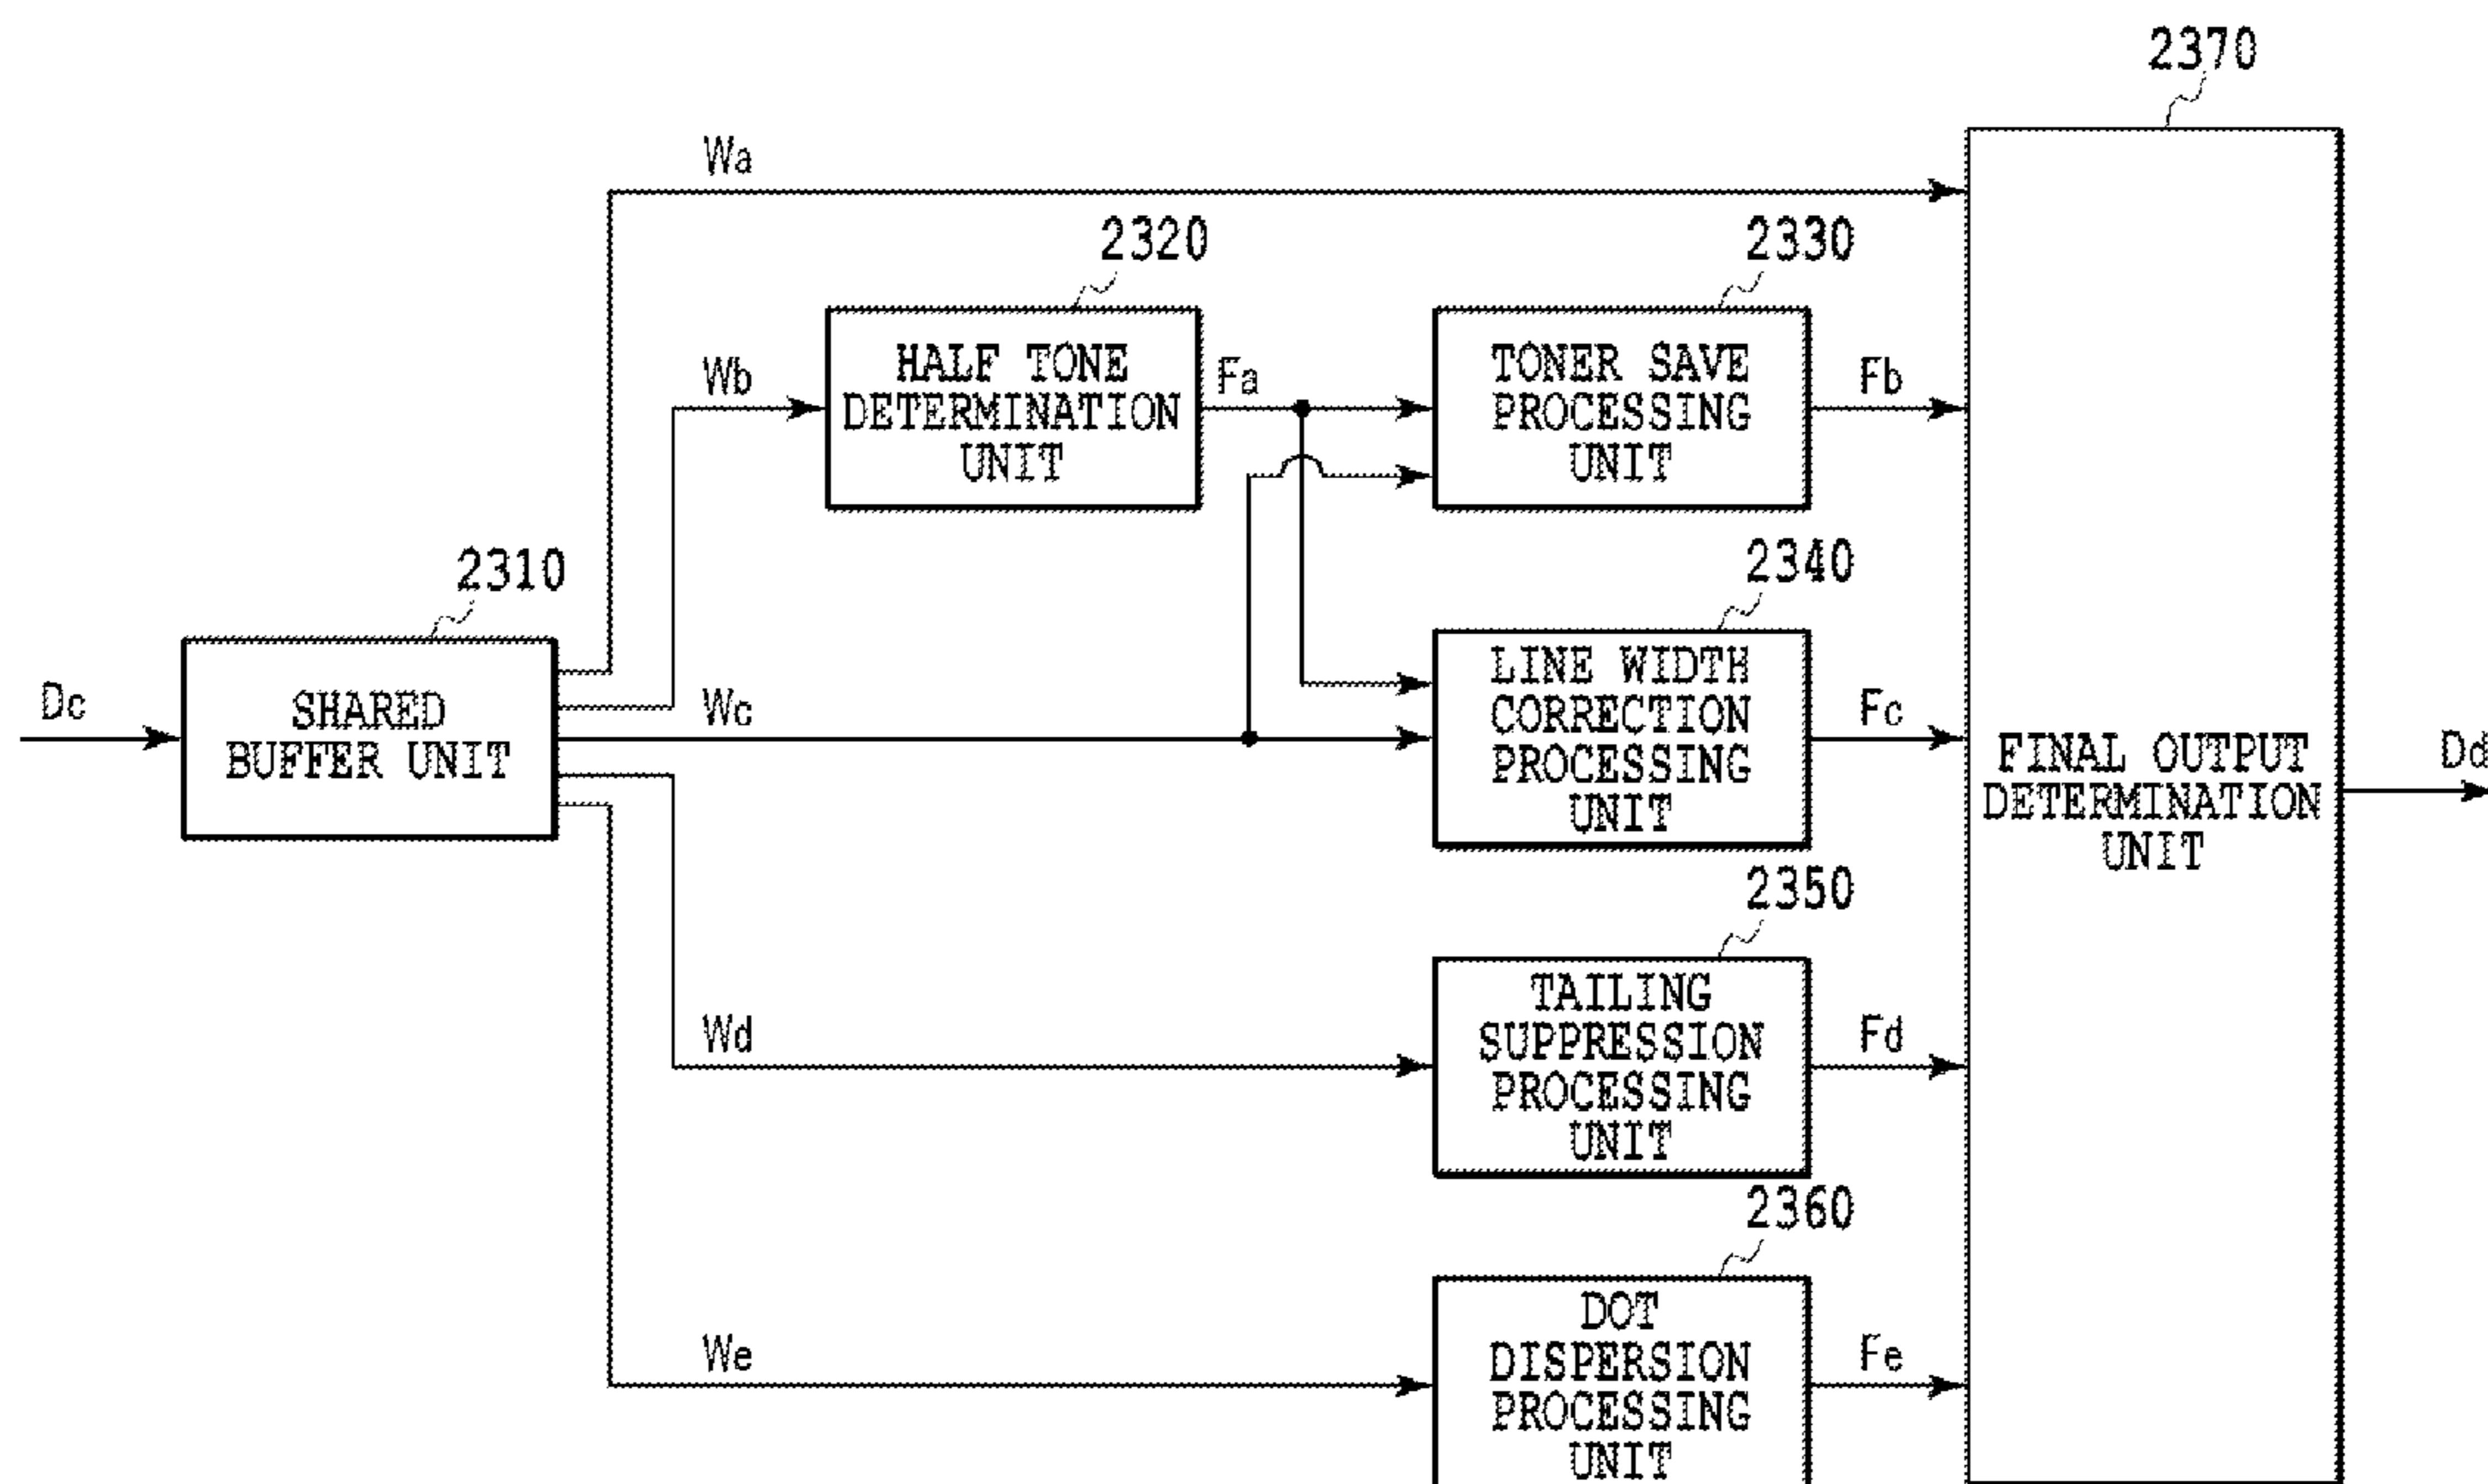 2370
Wa
2320
2330
Wb
HALF TONE
DETERMINATION
UNIT
Fa
TONER SAVE
PROCESSING
UNIT
Fb
2310
2340
Dc
SHARED
BUFFER UNIT
Wc
LINE WIDTH
CORRECTION
PROCESSING
UNIT
Fc
FINAL OUTPUT
DETERMINATION
UNIT
Dd
2350
Wd
TAILING
SUPPRESSION
PROCESSING
UNIT
Fd
2360
We
DOT
DISPERSION
PROCESSING
UNIT
Fe